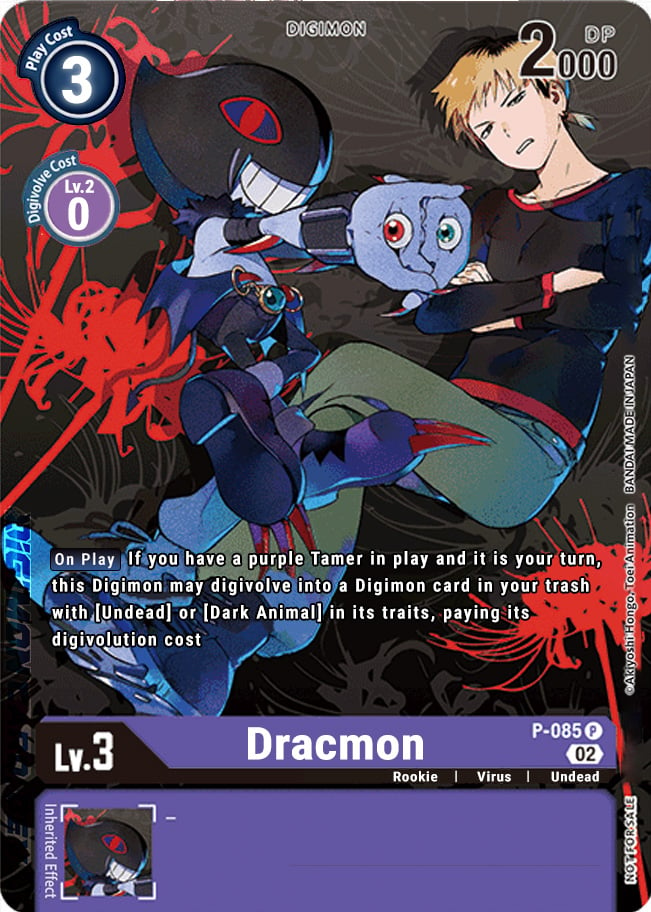 DIGIMON
Play Cost
3
DP
2000
Digivolve Cost
Lv.2
0
BANDAI MADE IN JAPAN
©Akiyoshi Hongo, Toei Animation
On Play If you have a purple Tamer in play and it is your turn,
this Digimon may digivolve into a Digimon card in your trash
with [Undead] or [Dark Animal] in its traits, paying its
digivolution cost
Lv.3
Dracmon
P-085 P
02
Rookie | Virus | Undead
Inherited Effect
–
NOT FOR SALE